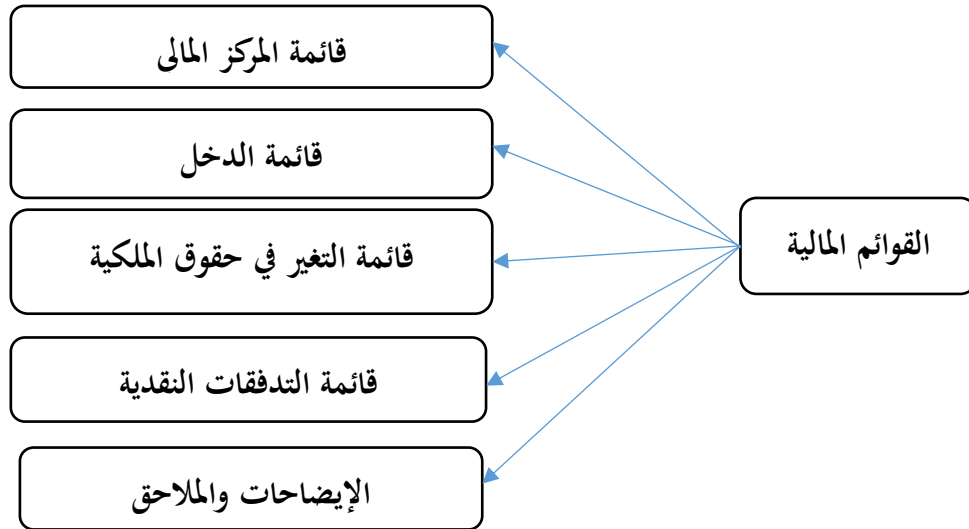 القوائم المالية
قائمة المركز المالى
قائمة الدخل
قائمة التغير في حقوق الملكية
قائمة التدفقات النقدية
الإيضاحات والملاحق